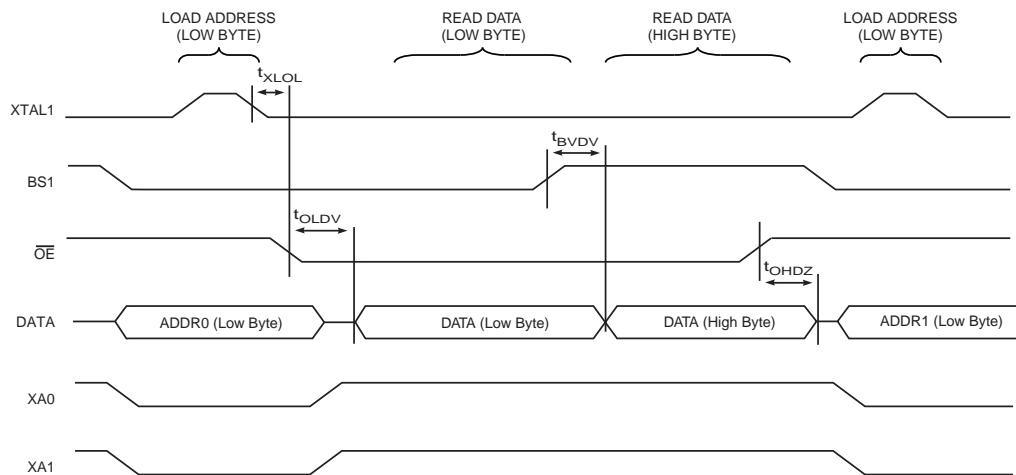 LOAD ADDRESS
(LOW BYTE)
READ DATA
(LOW BYTE)
READ DATA
(HIGH BYTE)
LOAD ADDRESS
(LOW BYTE)
tXLOL
XTAL1
tBVDV
BS1
tOLDV
OE
tOHDZ
DATA
ADDR0 (Low Byte)
DATA (Low Byte)
DATA (High Byte)
ADDR1 (Low Byte)
XA0
XA1